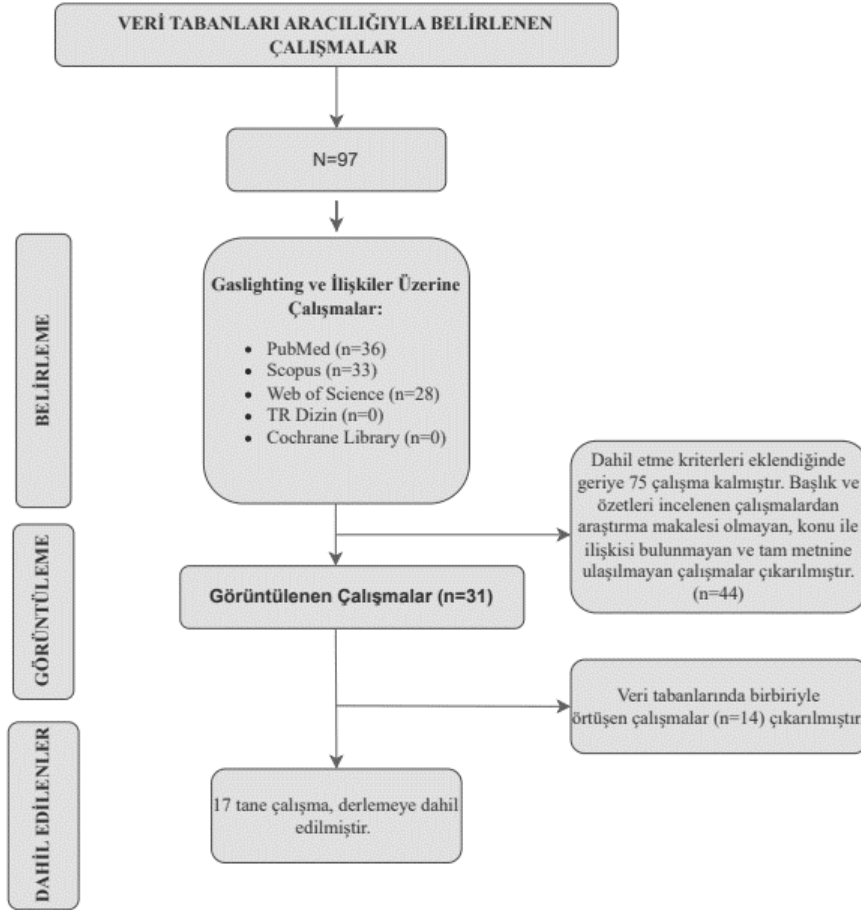 VERİ TABANLARI ARACILIĞIYLA BELİRLENEN
ÇALIŞMALAR
N=97
BELİRLEME
Gaslighting ve İlişkiler Üzerine
Çalışmalar:
• PubMed (n=36)
• Scopus (n=33)
• Web of Science (n=28)
• TR Dizin (n=0)
• Cochrane Library (n=0)
Dahil etme kriterleri eklendiğinde
geriye 75 çalışma kalmıştır. Başlık ve
özetleri incelenen çalışmalardan
araştırma makalesi olmayan, konu ile
ilişkisi bulunmayan ve tam metnine
ulaşılmayan çalışmalar çıkarılmıştır.
(n=44)
GÖRÜNTÜLEME
Görüntülenen Çalışmalar (n=31)
Veri tabanlarında birbiriyle
örtüşen çalışmalar (n=14) çıkarılmıştır
DAHİL EDİLENLER
17 tane çalışma, derlemeye dahil
edilmiştir.